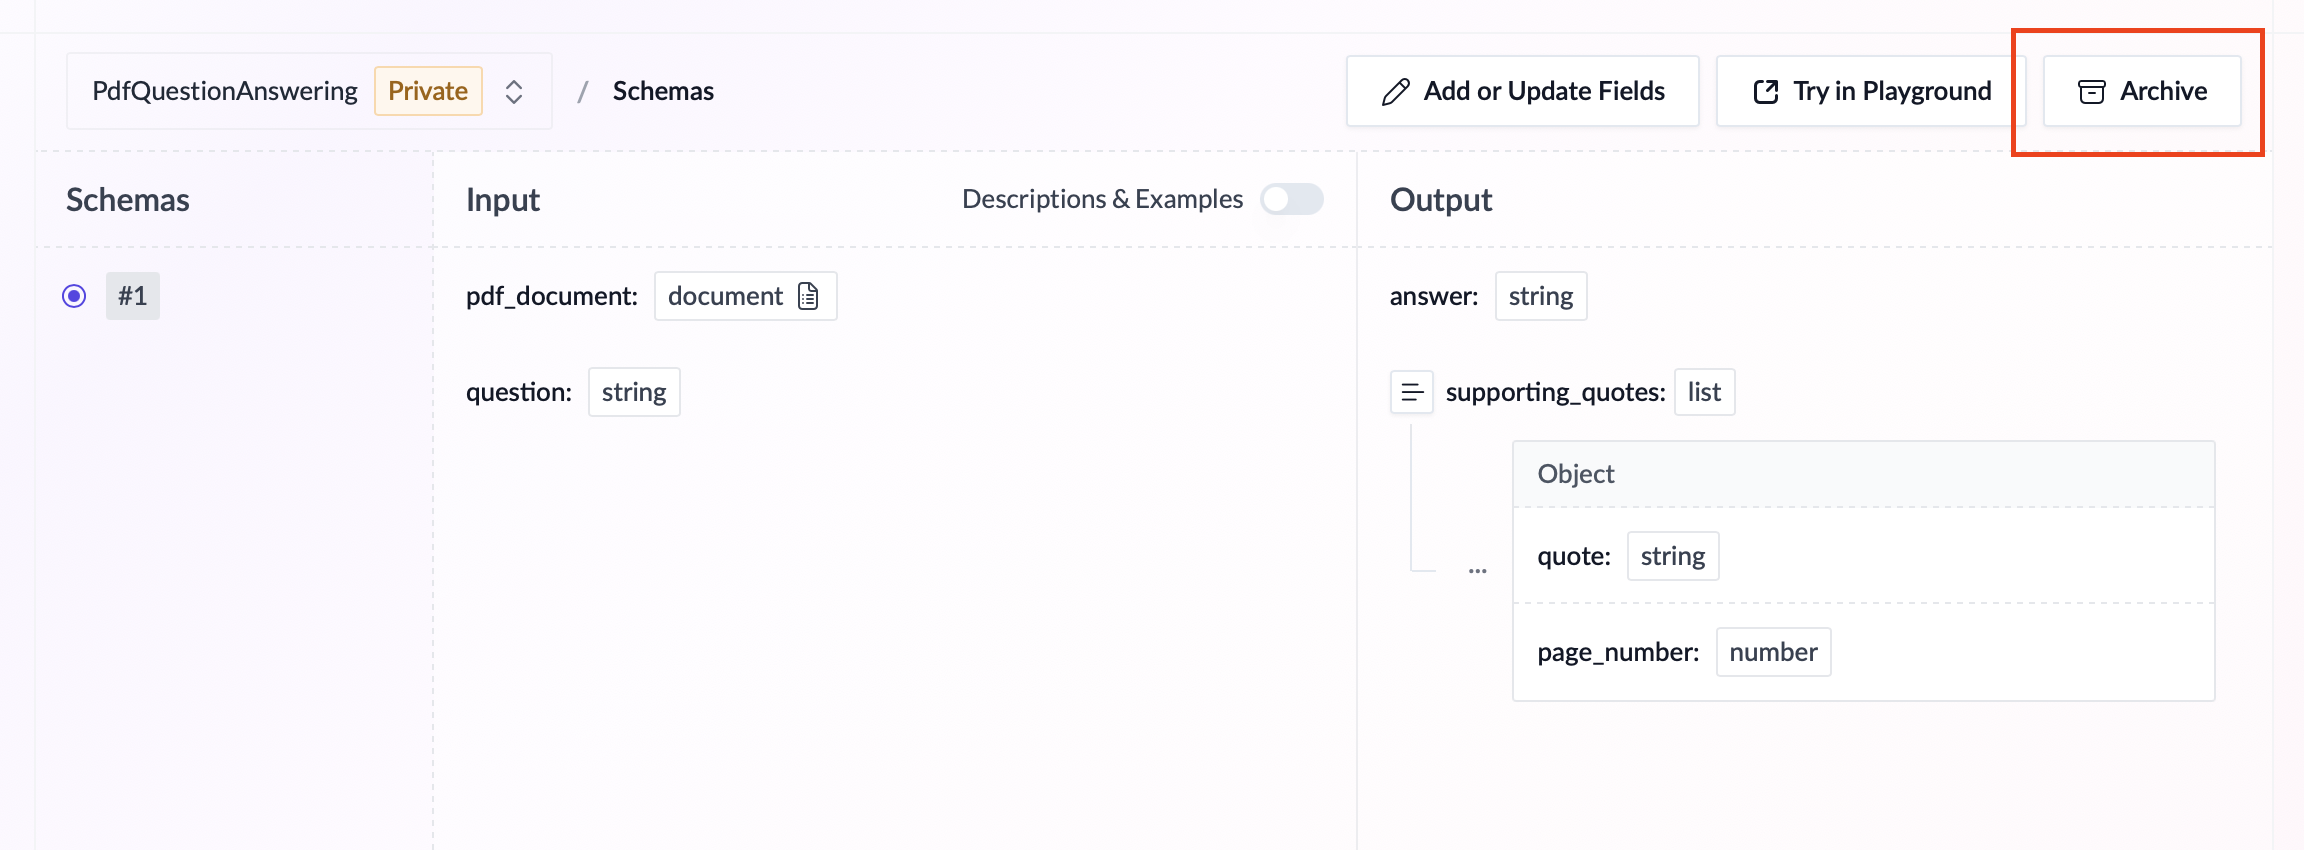 PdfQuestionAnswering Private / Schemas Add or Update Fields Try in Playground Archive
Schemas Input Descriptions & Examples Output
#1 pdf_document: document answer: string
question: string supporting_quotes: list
Object
... quote: string
page_number: number